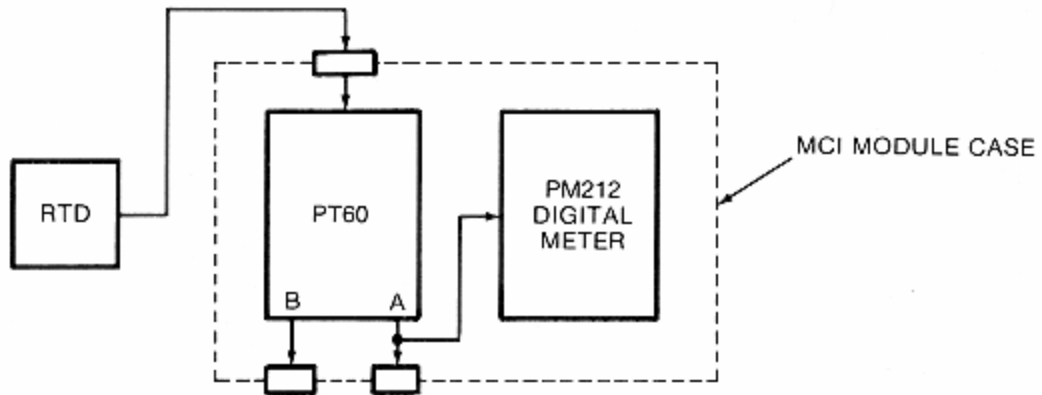 MCI MODULE CASE
RTD
PT60
PM212
DIGITAL
METER
B
A